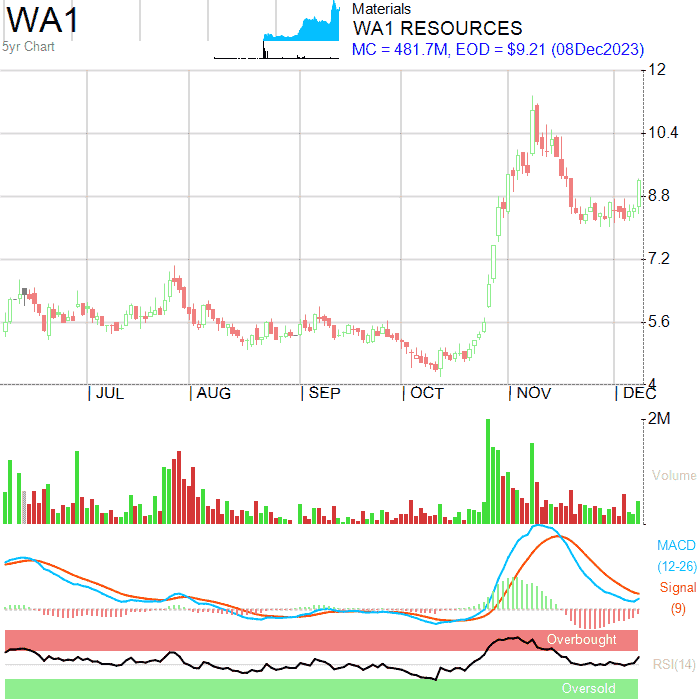 WA1
5yr Chart
Materials
WA1 RESOURCES
MC = 481.7M, EOD = $9.21 (08Dec2023)
12
10.4
8.8
7.2
5.6
4
JUL
AUG
SEP
OCT
NOV
DEC
2M
Volume
MACD
(12-26)
Signal
(9)
Overbought
RSI(14)
Oversold